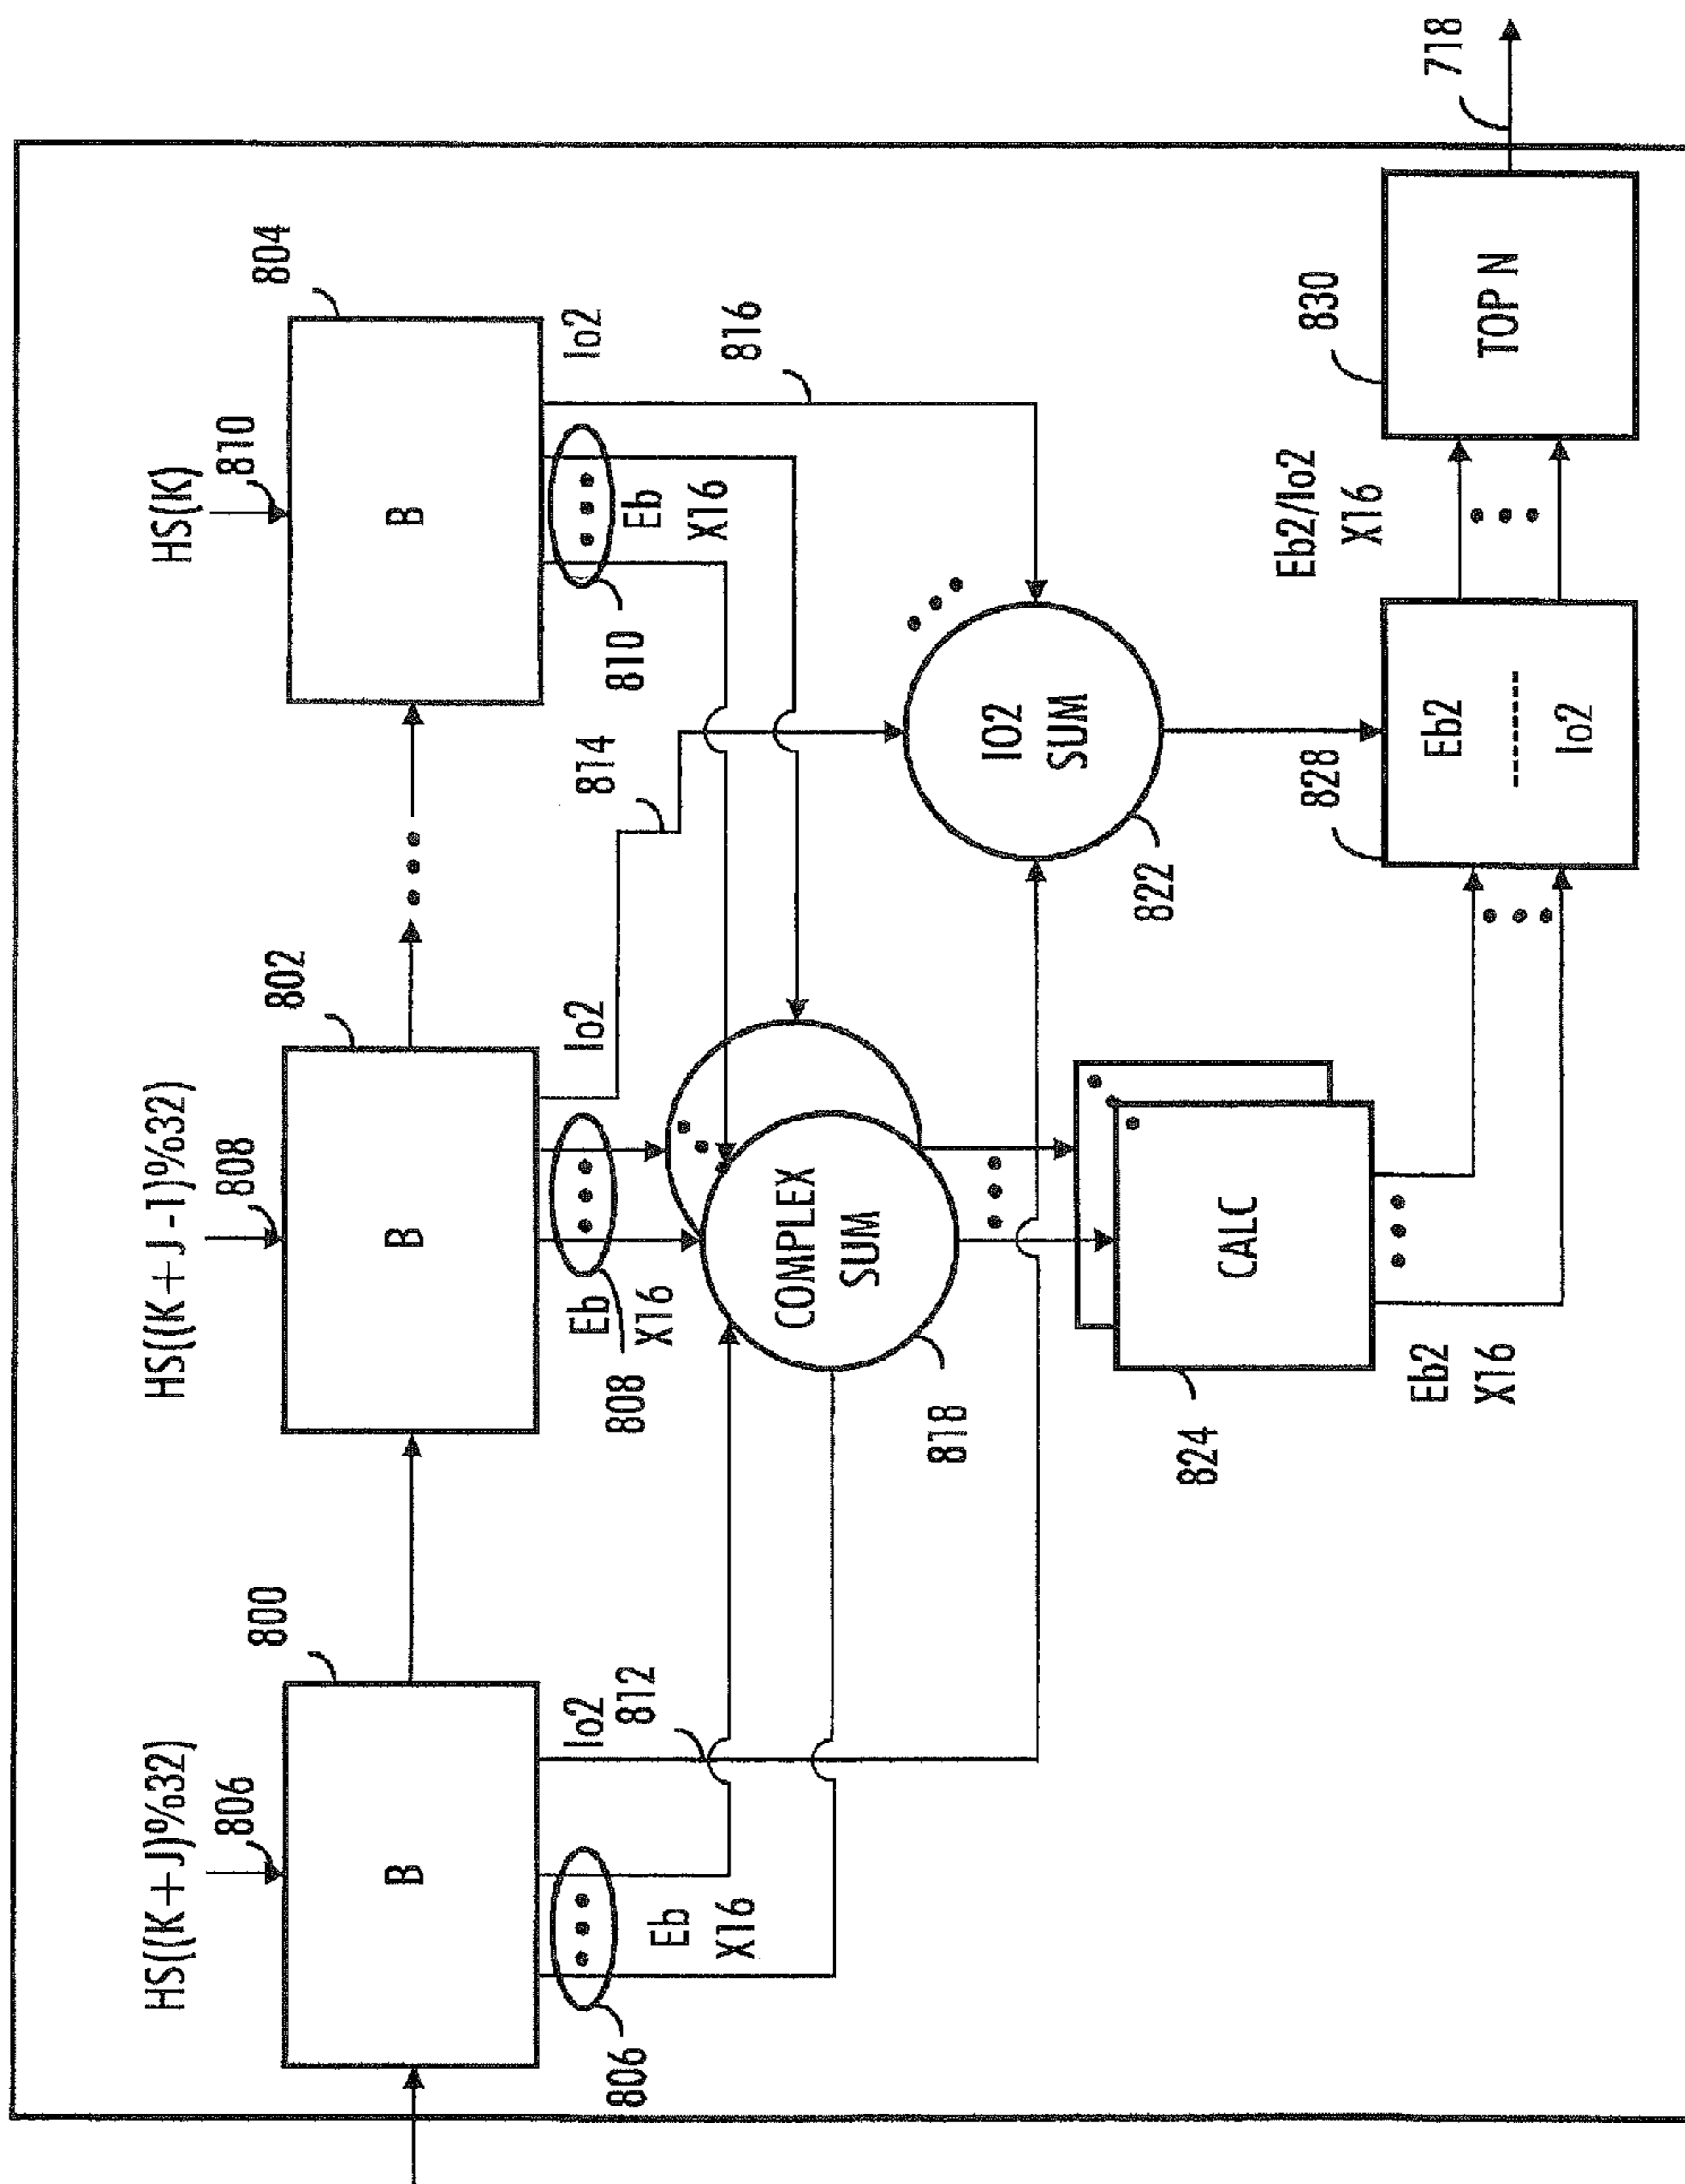 HS((K+J)%32)
806
HS((K+J-1)%32)
808
HS(K)
810
800
802
804
B
B
B
Io2
812
Io2
814
Io2
816
806
Eb
X16
808
Eb
X16
810
Eb
X16
COMPLEX
SUM
818
IO2
SUM
822
CALC
824
Eb2
X16
828
Eb2
-------
Io2
Eb2/Io2
X16
830
TOP N
718